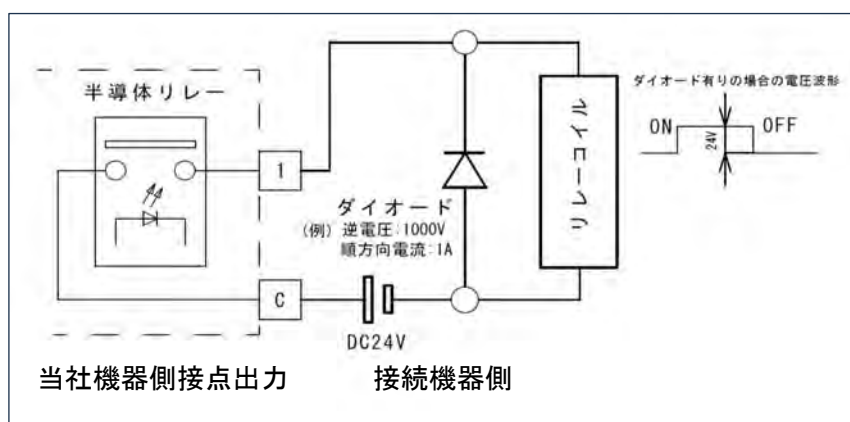 半導体リレー
1
C
ダイオード
(例) 逆電圧:1000V
順方向電流:1A
DC24V
リレーコイル
ダイオード有りの場合の電圧波形
ON
24V
OFF
当社機器側接点出力
接続機器側